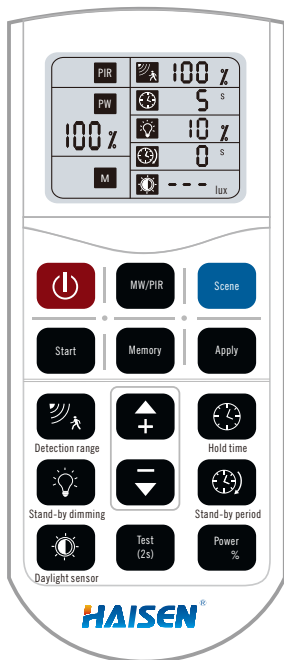 PIR
100 %
PW
5 s
100 %
10 %
0 s
M
--- lux
MW/PIR
Scene
Start
Memory
Apply
Detection range
+
Hold time
Stand-by dimming
−
Stand-by period
Daylight sensor
Test
(2s)
Power
%
HAISEN®